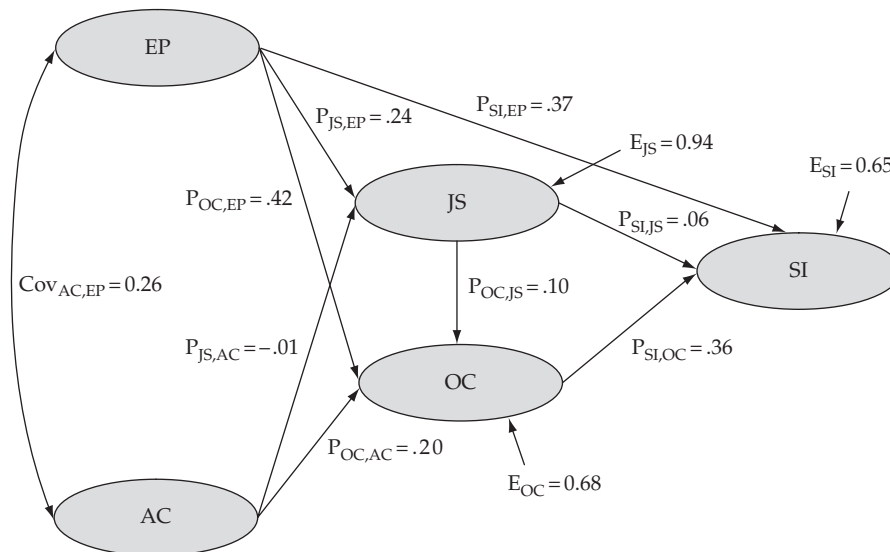 EP
P_SI,EP = .37
P_JS,EP = .24
E_JS = 0.94
E_SI = 0.65
P_OC,EP = .42
JS
P_SI,JS = .06
SI
Cov_AC,EP = 0.26
P_OC,JS = .10
P_JS,AC = –.01
P_SI,OC = .36
OC
P_OC,AC = .20
E_OC = 0.68
AC